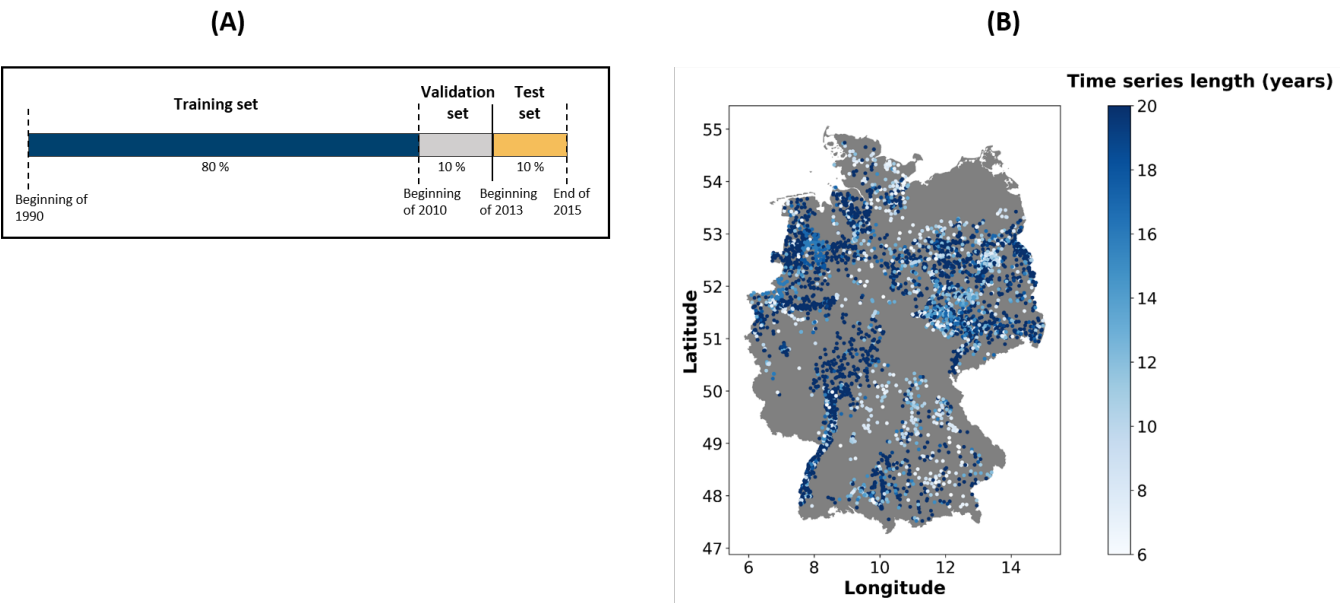 (A)
Training set
Validation
set
Test
set
80 %
10 %
10 %
Beginning of
1990
Beginning
of 2010
Beginning
of 2013
End of
2015
(B)
Time series length (years)
55
54
53
52
51
50
49
48
47
Latitude
6
8
10
12
14
Longitude
20
18
16
14
12
10
8
6